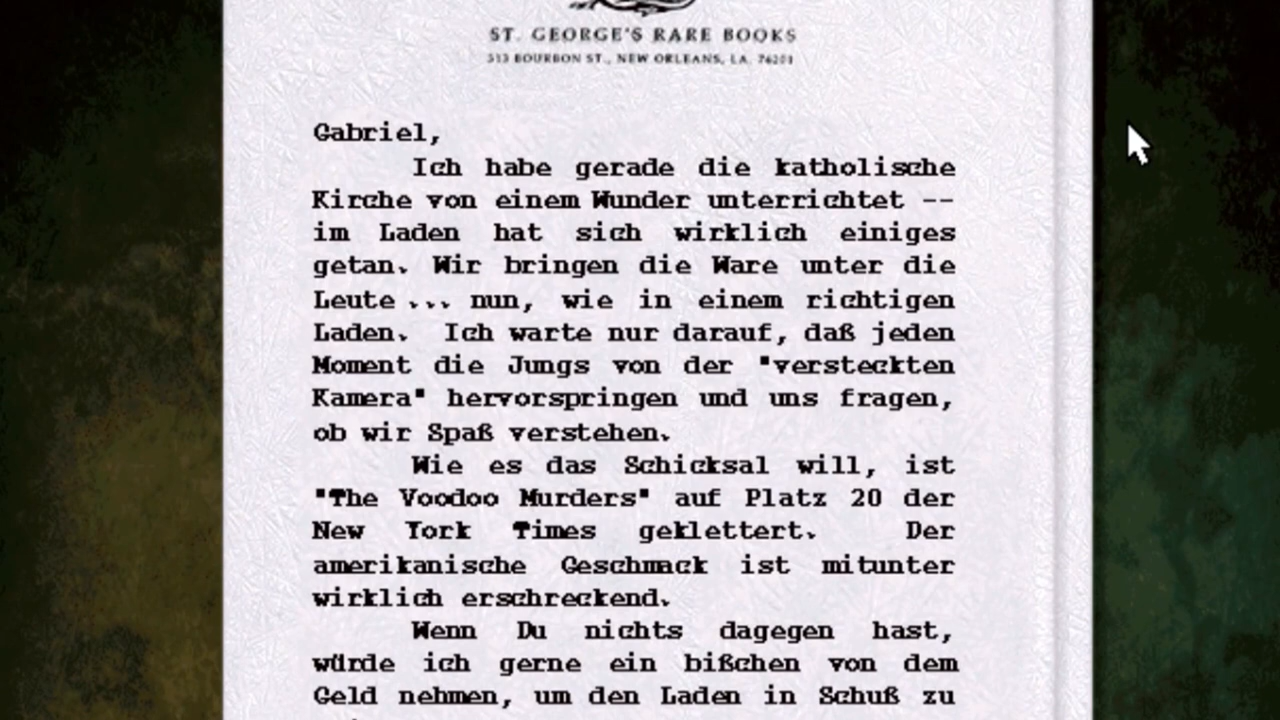 ST. GEORGE'S RARE BOOKS
313 BOURBON ST., NEW ORLEANS, LA. 76201
Gabriel,
Ich habe gerade die katholische
Kirche von einem Wunder unterrichtet --
im Laden hat sich wirklich einiges
getan. Wir bringen die Ware unter die
Leute ... nun, wie in einem richtigen
Laden. Ich warte nur darauf, daß jeden
Moment die Jungs von der "versteckten
Kamera" hervorspringen und uns fragen,
ob wir Spaß verstehen.
Wie es das Schicksal will, ist
"The Voodoo Murders" auf Platz 20 der
New York Times geklettert. Der
amerikanische Geschmack ist mitunter
wirklich erschreckend.
Wenn Du nichts dagegen hast,
würde ich gerne ein bißchen von dem
Geld nehmen, um den Laden in Schuß zu